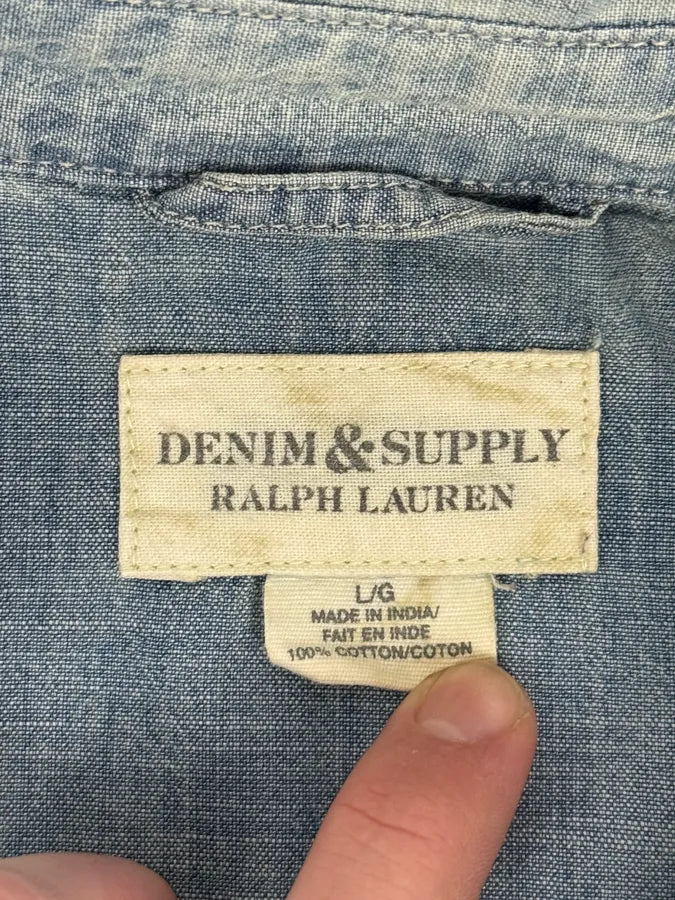 DENIM & SUPPLY
RALPH LAUREN
L/G
MADE IN INDIA/
FAIT EN INDE
100% COTTON/COTON